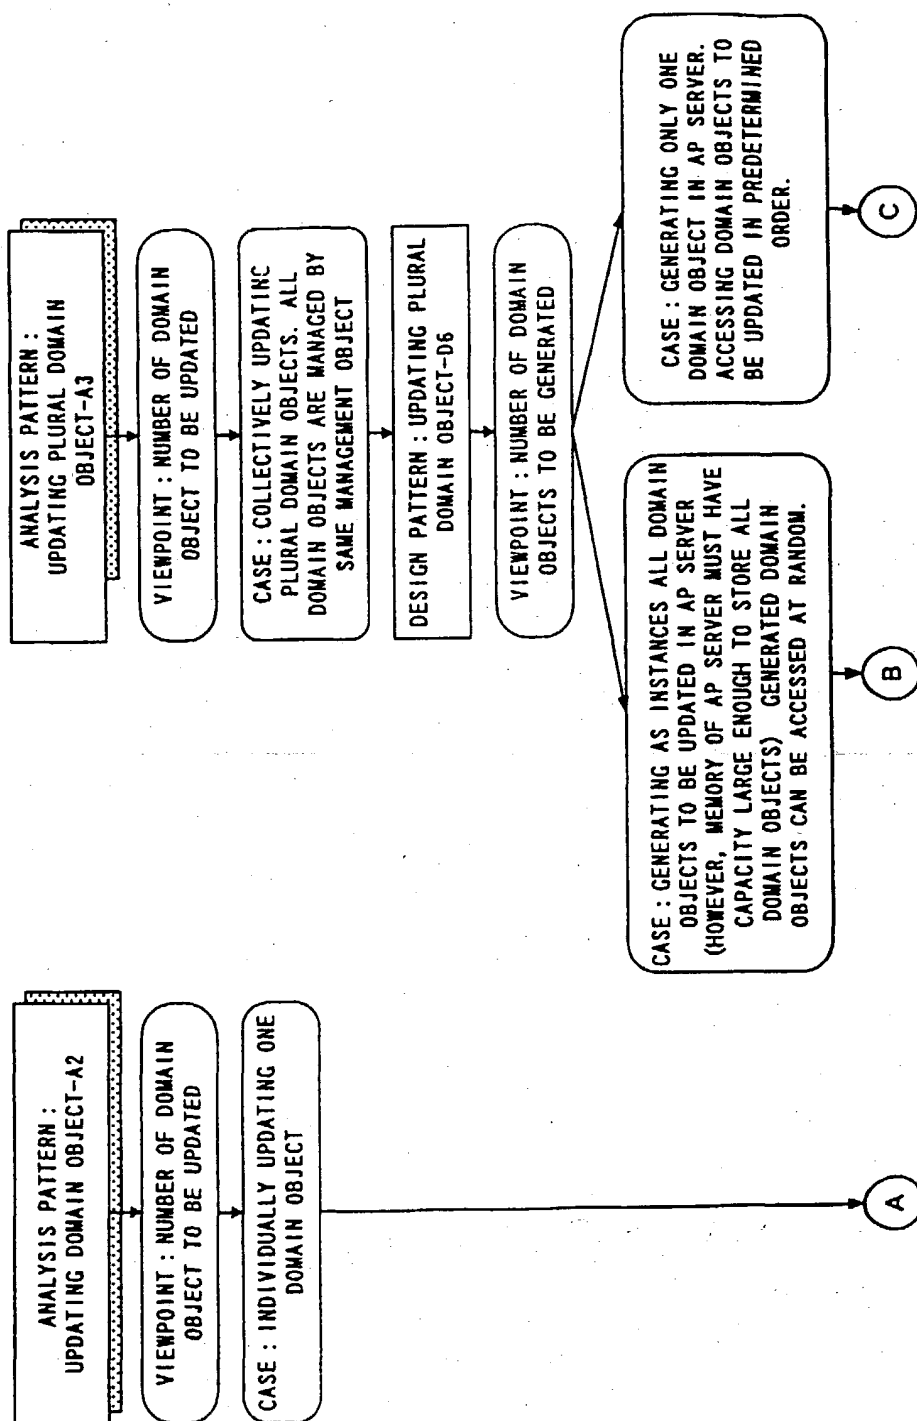 ANALYSIS PATTERN:
UPDATING DOMAIN OBJECT-A2
VIEWPOINT: NUMBER OF DOMAIN
OBJECT TO BE UPDATED
CASE: INDIVIDUALLY UPDATING ONE
DOMAIN OBJECT
A
ANALYSIS PATTERN:
UPDATING PLURAL DOMAIN
OBJECT-A3
VIEWPOINT: NUMBER OF DOMAIN
OBJECT TO BE UPDATED
CASE: COLLECTIVELY UPDATING
PLURAL DOMAIN OBJECTS. ALL
DOMAIN OBJECTS ARE MANAGED BY
SAME MANAGEMENT OBJECT
DESIGN PATTERN: UPDATING PLURAL
DOMAIN OBJECT-D6
VIEWPOINT: NUMBER OF DOMAIN
OBJECTS TO BE GENERATED
CASE: GENERATING AS INSTANCES ALL DOMAIN
OBJECTS TO BE UPDATED IN AP SERVER
(HOWEVER, MEMORY OF AP SERVER MUST HAVE
CAPACITY LARGE ENOUGH TO STORE ALL
DOMAIN OBJECTS) GENERATED DOMAIN
OBJECTS CAN BE ACCESSED AT RANDOM.
B
CASE: GENERATING ONLY ONE
DOMAIN OBJECT IN AP SERVER.
ACCESSING DOMAIN OBJECTS TO
BE UPDATED IN PREDETERMINED
ORDER.
C